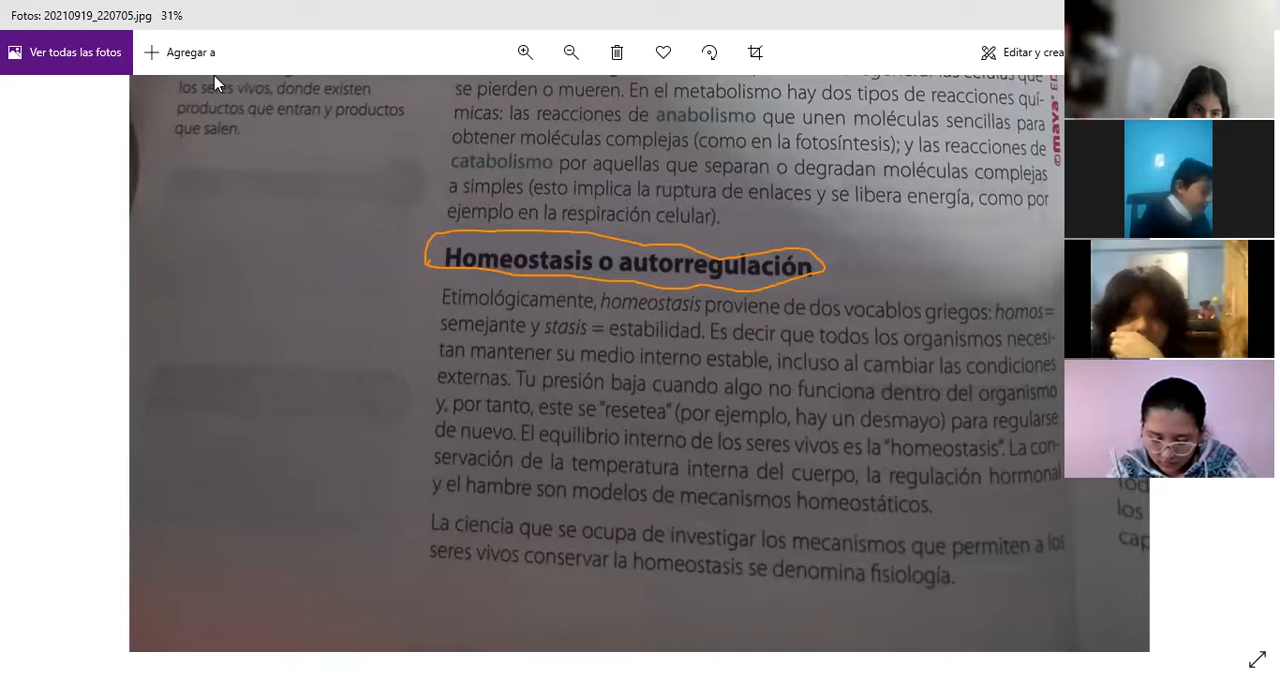 Fotos: 20210919_220705.jpg 31%
Ver todas las fotos
Agregar a
Editar y crea
los seres vivos, donde existen
productos que entran y productos
que salen.
se pierden o mueren. En el metabolismo hay dos tipos de reacciones quí-
micas: las reacciones de anabolismo que unen moléculas sencillas para
obtener moléculas complejas (como en la fotosíntesis); y las reacciones de
catabolismo por aquellas que separan o degradan moléculas complejas
a simples (esto implica la ruptura de enlaces y se libera energía, como por
ejemplo en la respiración celular).
Homeostasis o autorregulación
Etimológicamente, homeostasis proviene de dos vocablos griegos: homos=
semejante y stasis = estabilidad. Es decir que todos los organismos necesi-
tan mantener su medio interno estable, incluso al cambiar las condiciones
externas. Tu presión baja cuando algo no funciona dentro del organismo
y, por tanto, este se "resetea" (por ejemplo, hay un desmayo) para regularse
de nuevo. El equilibrio interno de los seres vivos es la "homeostasis". La con-
servación de la temperatura interna del cuerpo, la regulación hormonal
y el hambre son modelos de mecanismos homeostáticos.
La ciencia que se ocupa de investigar los mecanismos que permiten a los
seres vivos conservar la homeostasis se denomina fisiología.
©maya® ED
los
cap